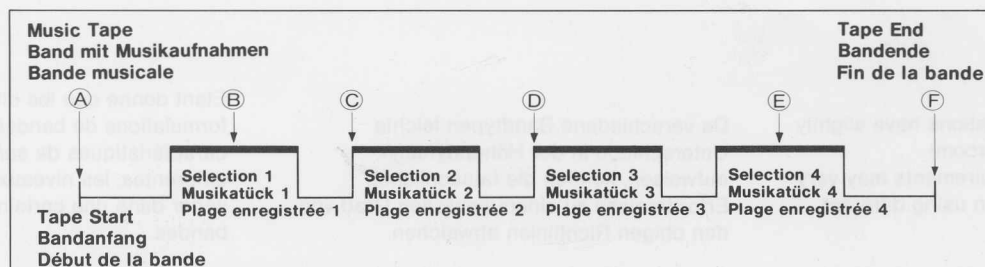 Music Tape
Band mit Musikaufnahmen
Bande musicale
Tape End
Bandende
Fin de la bande
Ⓐ Ⓑ Ⓒ Ⓓ Ⓔ Ⓕ
Selection 1
Musikatück 1
Plage enregistrée 1
Selection 2
Musikatück 2
Plage enregistrée 2
Selection 3
Musikatück 3
Plage enregistrée 3
Selection 4
Musikatück 4
Plage enregistrée 4
Tape Start
Bandanfang
Début de la bande